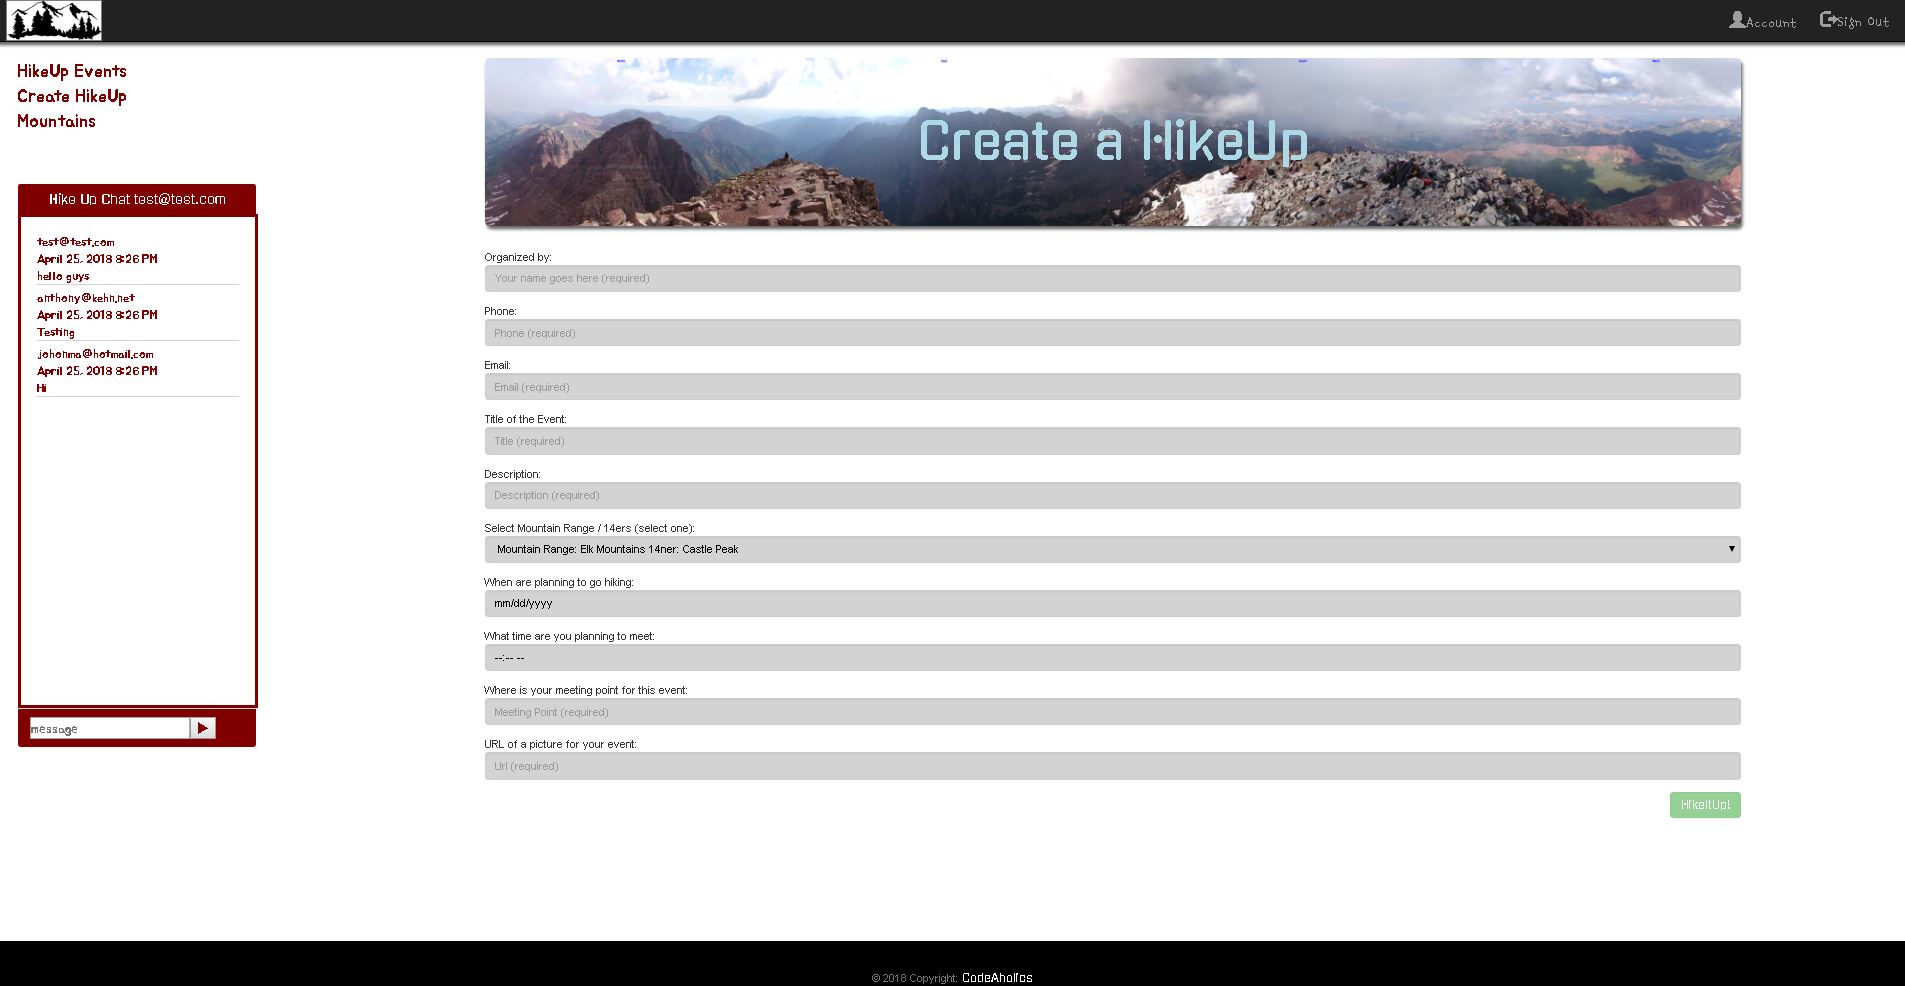 Account
Sign Out
HikeUp Events
Create HikeUp
Mountains
Hike Up Chat test@test.com
test@test.com
April 25, 2018 8:26 PM
hello guys
anthony@kehn.net
April 25, 2018 8:26 PM
Testing
johonma@hotmail.com
April 25, 2018 8:26 PM
Hi
message
Create a HikeUp
Organized by:
Your name goes here (required)
Phone:
Phone (required)
Email:
Email (required)
Title of the Event:
Title (required)
Description:
Description (required)
Select Mountain Range / 14ers (select one):
Mountain Range: Elk Mountains 14ner: Castle Peak
When are planning to go hiking:
mm/dd/yyyy
What time are you planning to meet:
--:-- --
Where is your meeting point for this event:
Meeting Point (required)
URL of a picture for your event:
Url (required)
HikeItUp!
© 2018 Copyright: CodeAholics